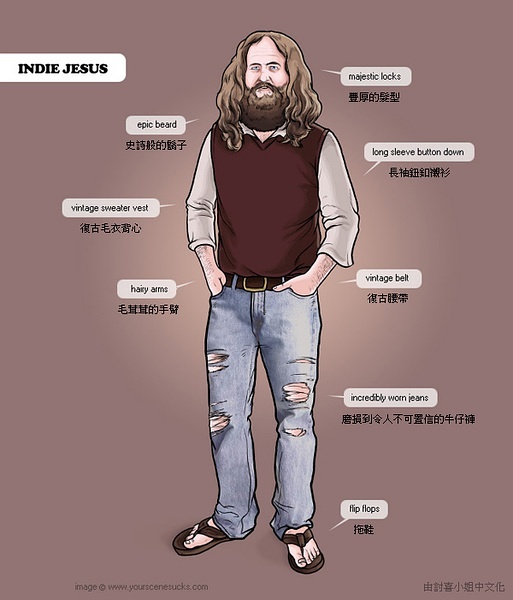 INDIE JESUS
majestic locks
豐厚的髮型
epic beard
史詩般的鬍子
long sleeve button down
長袖鈕釦襯衫
vintage sweater vest
復古毛衣背心
vintage belt
復古腰帶
hairy arms
毛茸茸的手臂
incredibly worn jeans
磨損到令人不可置信的牛仔褲
flip flops
拖鞋
image © www.yourscenesucks.com
由討喜小姐中文化